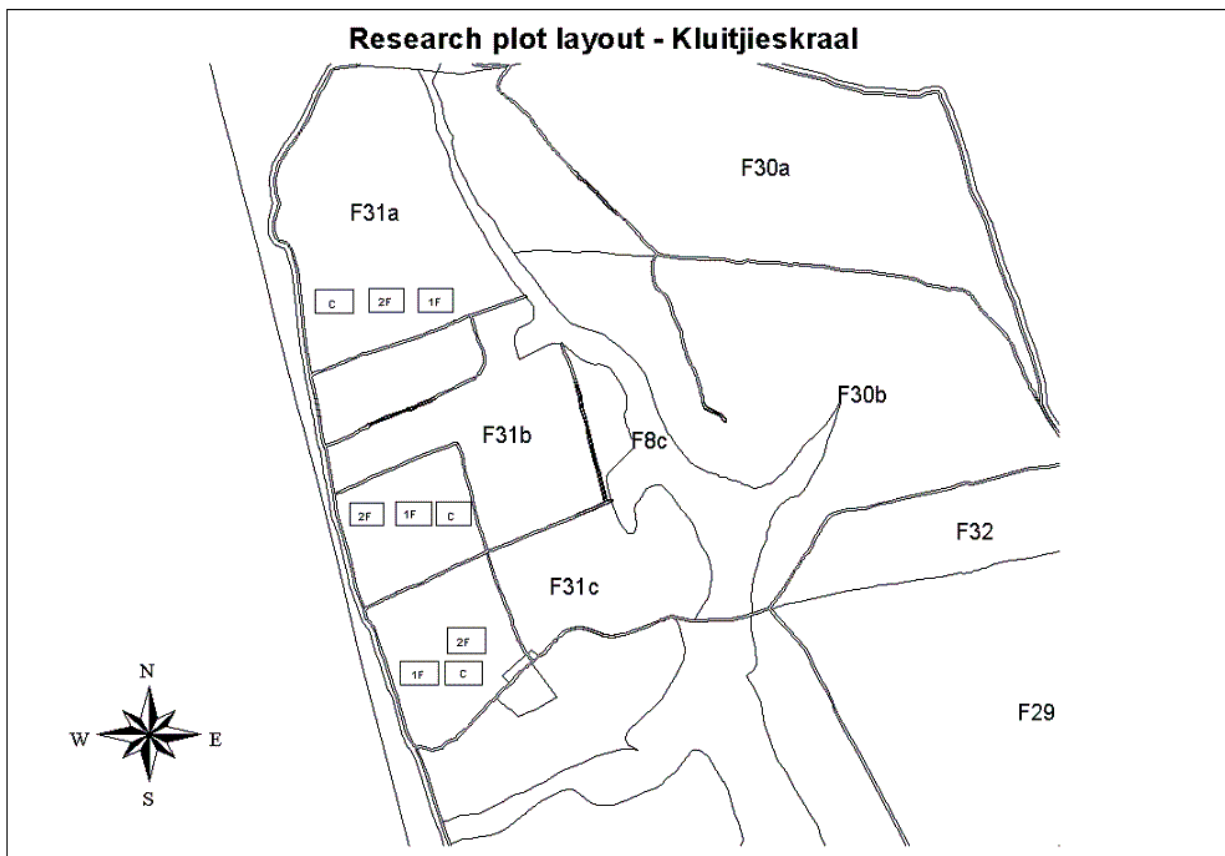 Research plot layout - Kluitjieskraal
F30a
F31a
C 2F 1F
F30b
F31b
F8c
2F 1F C
F32
F31c
2F
1F C
N
W E
S
F29